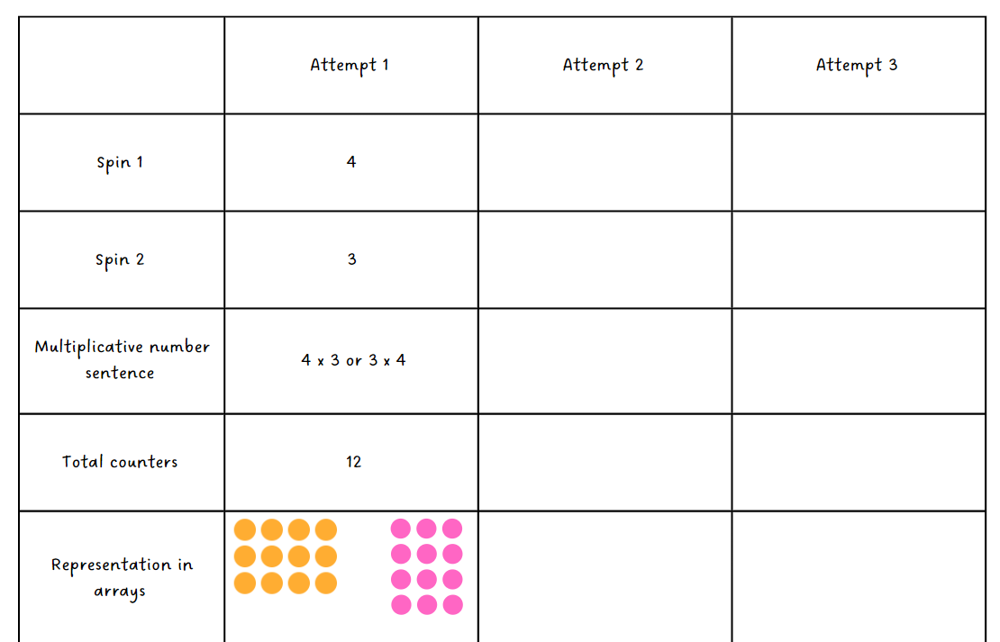 Attempt 1
Attempt 2
Attempt 3
Spin 1
4
Spin 2
3
Multiplicative number
sentence
4 x 3 or 3 x 4
Total counters
12
Representation in
arrays